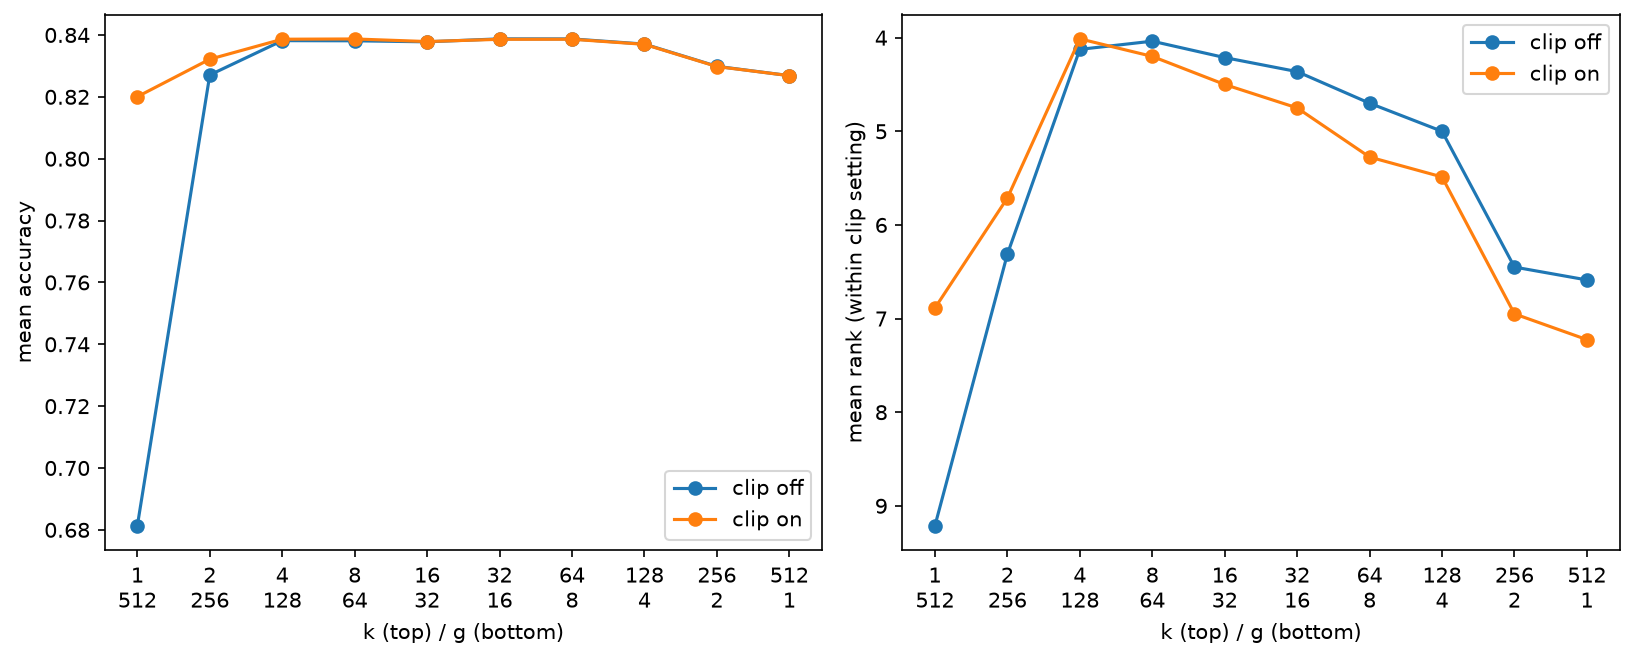 0.84
0.82
0.80
0.78
0.76
0.74
0.72
0.70
0.68
mean accuracy
clip off
clip on
1 2 4 8 16 32 64 128 256 512
512 256 128 64 32 16 8 4 2 1
k (top) / g (bottom)
4
5
6
7
8
9
mean rank (within clip setting)
clip off
clip on
1 2 4 8 16 32 64 128 256 512
512 256 128 64 32 16 8 4 2 1
k (top) / g (bottom)